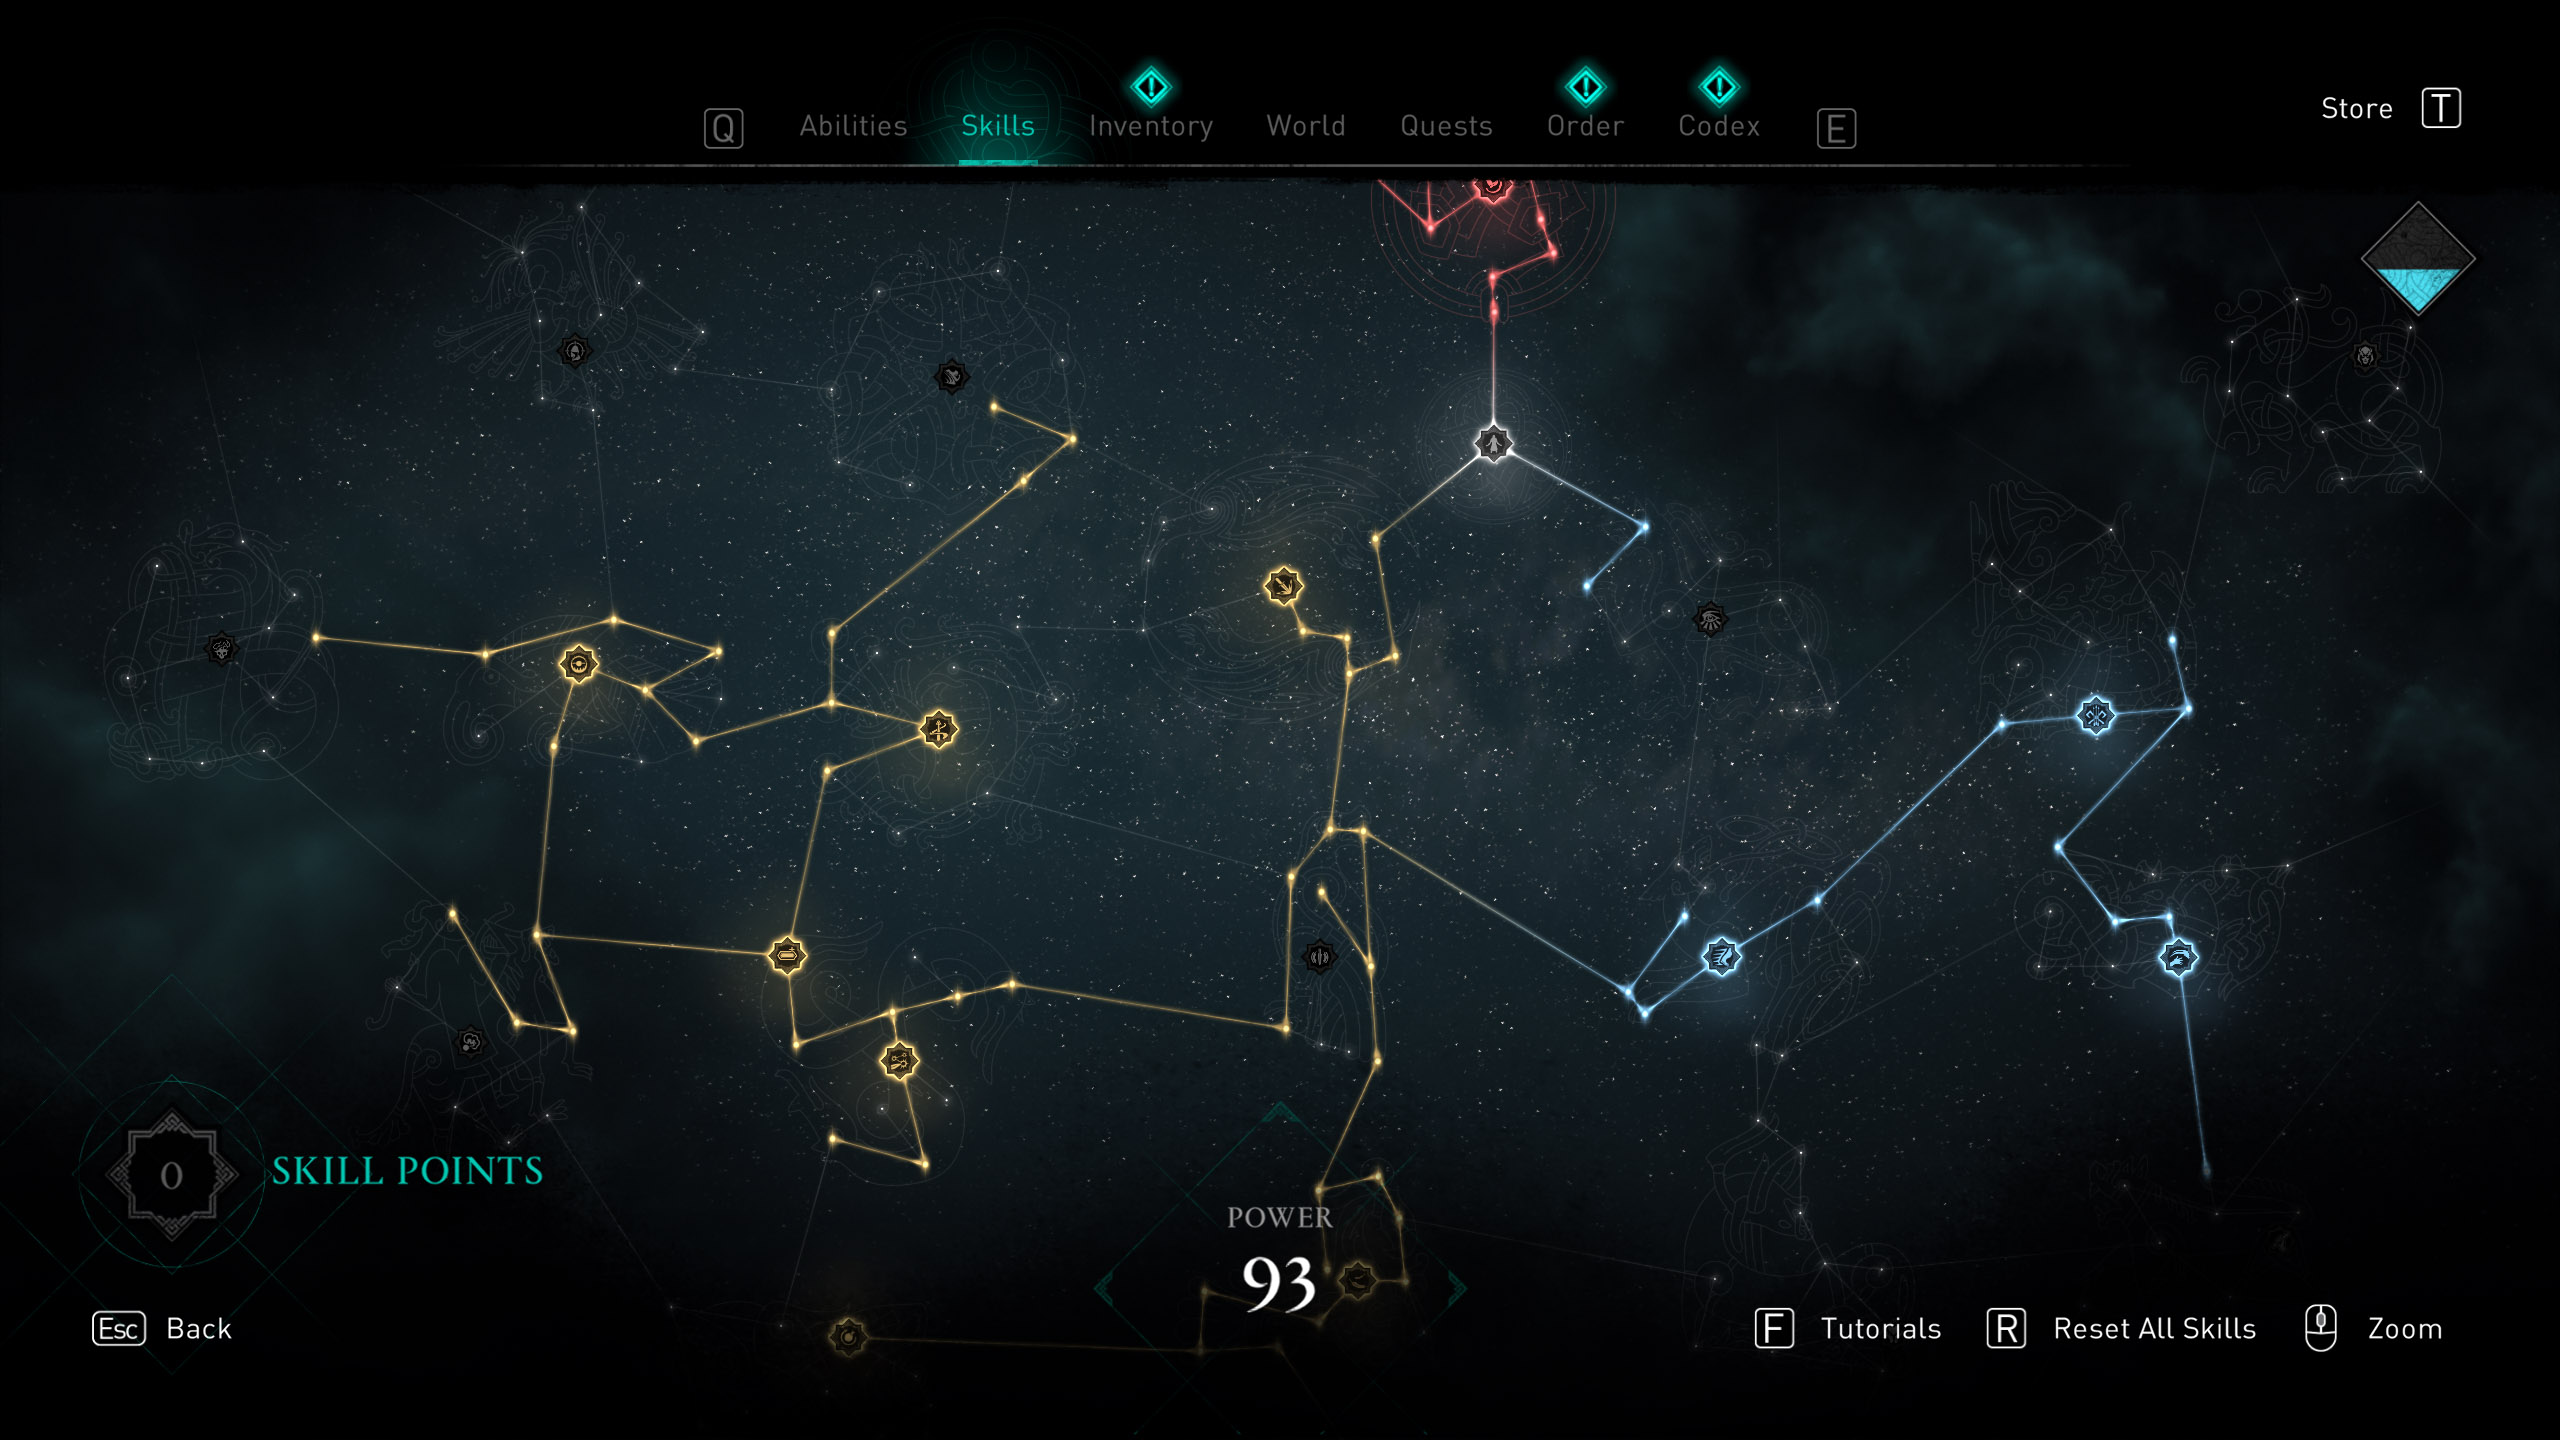 Q Abilities Skills Inventory World Quests Order Codex E
Store T
0 SKILL POINTS
POWER
93
Esc Back
F Tutorials R Reset All Skills Zoom